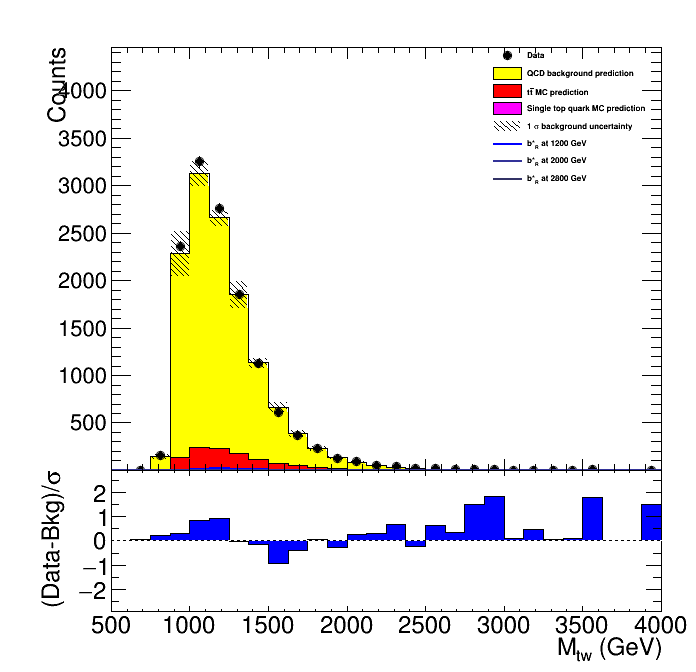 Counts
4000
3500
3000
2500
2000
1500
1000
500
Data
QCD background prediction
tt̄ MC prediction
Single top quark MC prediction
1 σ background uncertainty
b*R at 1200 GeV
b*R at 2000 GeV
b*R at 2800 GeV
(Data-Bkg)/σ
2
1
0
−1
−2
500 1000 1500 2000 2500 3000 3500 4000
Mtw (GeV)